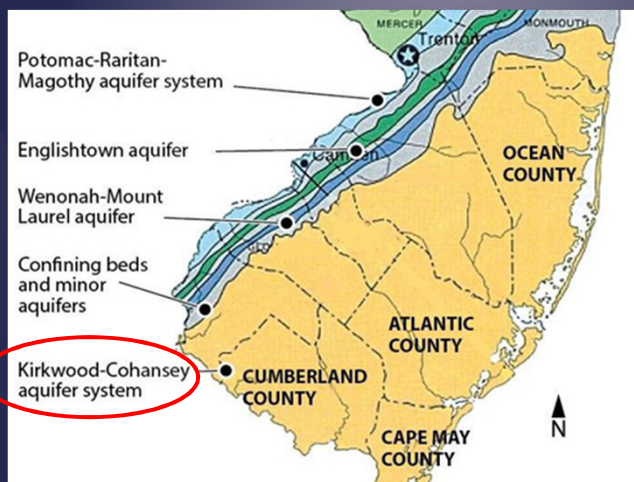 MERCER
MONMOUTH
Trenton
Potomac-Raritan-
Magothy aquifer system
Englishtown aquifer
Camden
OCEAN
COUNTY
Wenonah-Mount
Laurel aquifer
Confining beds
and minor
aquifers
ATLANTIC
COUNTY
Kirkwood-Cohansey
aquifer system
CUMBERLAND
COUNTY
CAPE MAY
COUNTY
N